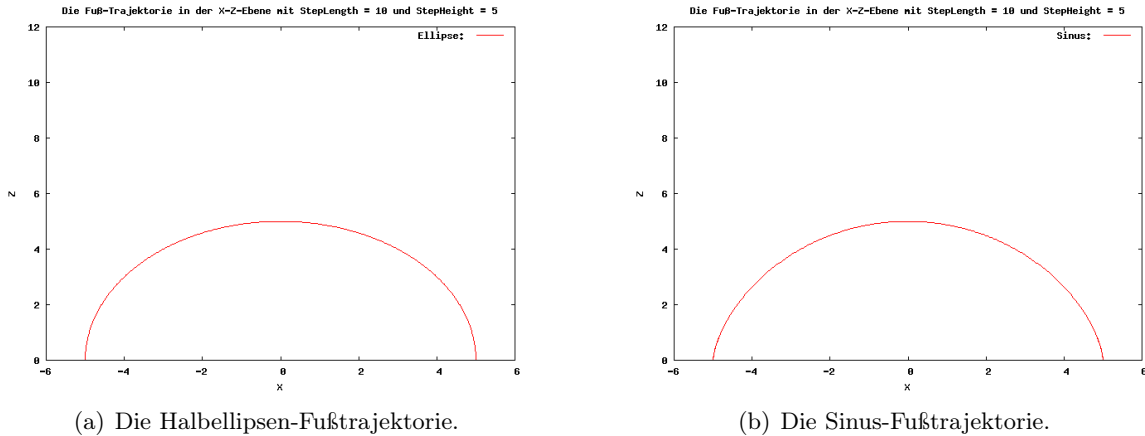 Die Fuß-Trajektorie in der X-Z-Ebene mit StepLength = 10 und StepHeight = 5
Ellipse:
12
10
8
6
4
2
0
Z
-6
-4
-2
0
2
4
6
X
(a) Die Halbellipsen-Fußtrajektorie.
Die Fuß-Trajektorie in der X-Z-Ebene mit StepLength = 10 und StepHeight = 5
Sinus:
12
10
8
6
4
2
0
Z
-6
-4
-2
0
2
4
6
X
(b) Die Sinus-Fußtrajektorie.